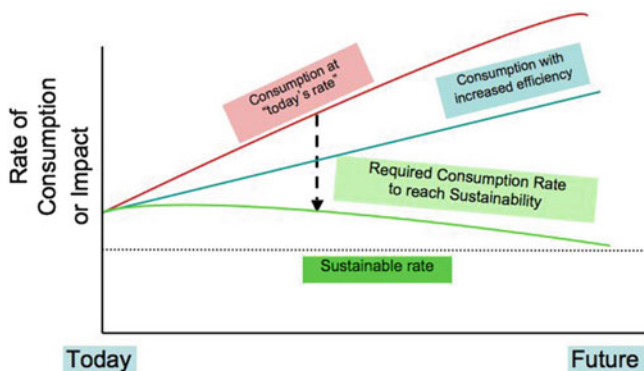 Consumption at
"today's rate"
Consumption with
increased efficiency
Rate of
Consumption
or Impact
Required Consumption Rate
to reach Sustainability
Sustainable rate
Today
Future